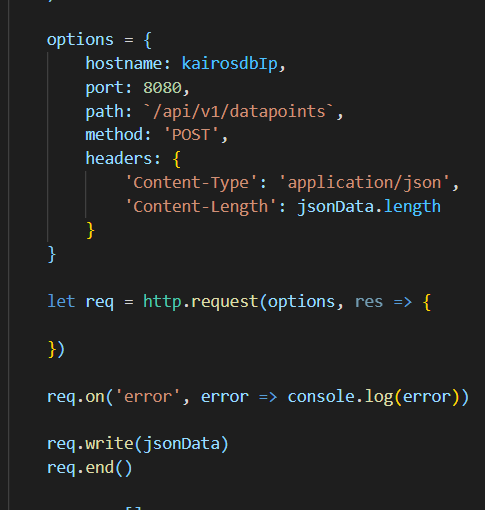 options = {
hostname: kairosdbIp,
port: 8080,
path: `/api/v1/datapoints`,
method: 'POST',
headers: {
'Content-Type': 'application/json',
'Content-Length': jsonData.length
}
}
let req = http.request(options, res => {
})
req.on('error', error => console.log(error))
req.write(jsonData)
req.end()